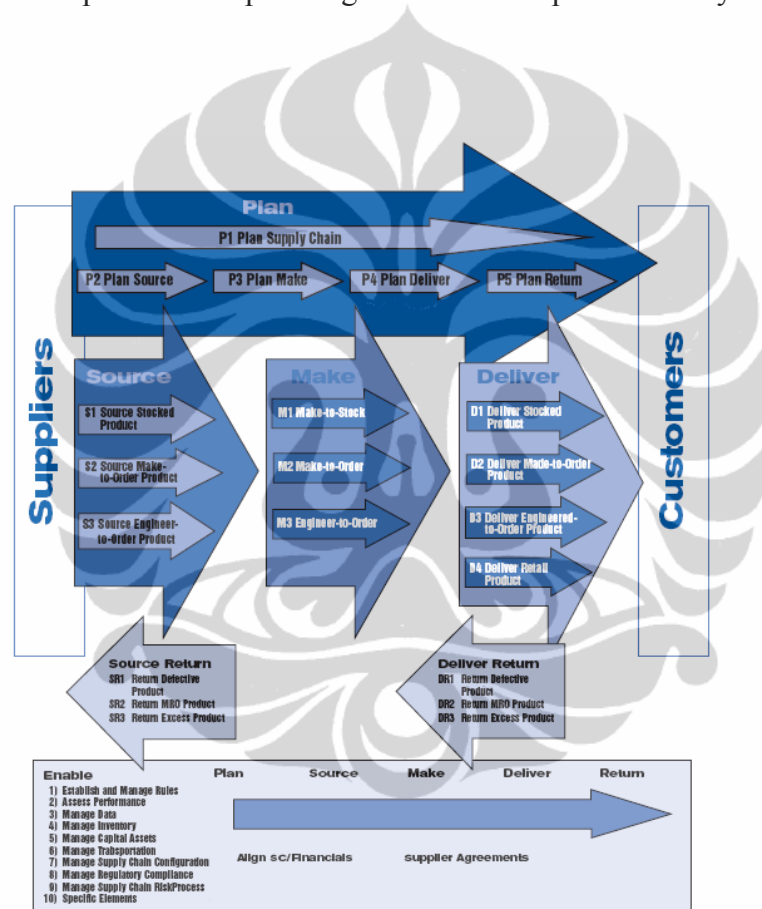 Plan
P1 Plan Supply Chain
P2 Plan Source
P3 Plan Make
P4 Plan Deliver
P5 Plan Return
Suppliers
Customers
Source
S1 Source Stocked
Product
S2 Source Make-
to-Order Product
S3 Source Engineer-
to-Order Product
Make
M1 Make-to-Stock
M2 Make-to-Order
M3 Engineer-to-Order
Deliver
D1 Deliver Stocked
Product
D2 Deliver Made-to-Order
Product
D3 Deliver Engineered-
to-Order Product
D4 Deliver Retail
Product
Source Return
SR1 Return Defective
Product
SR2 Return MRO Product
SR3 Return Excess Product
Deliver Return
DR1 Return Defective
Product
DR2 Return MRO Product
DR3 Return Excess Product
Enable
Plan Source Make Deliver Return
1) Establish and Manage Rules
2) Assess Performance
3) Manage Data
4) Manage Inventory
5) Manage Capital Assets
6) Manage Trabsportation
7) Manage Supply Chain Configuration
8) Manage Regulatory Compliance
9) Manage Supply Chain RiskProcess
10) Specific Elements
Align sc/Financials supplier Agreements